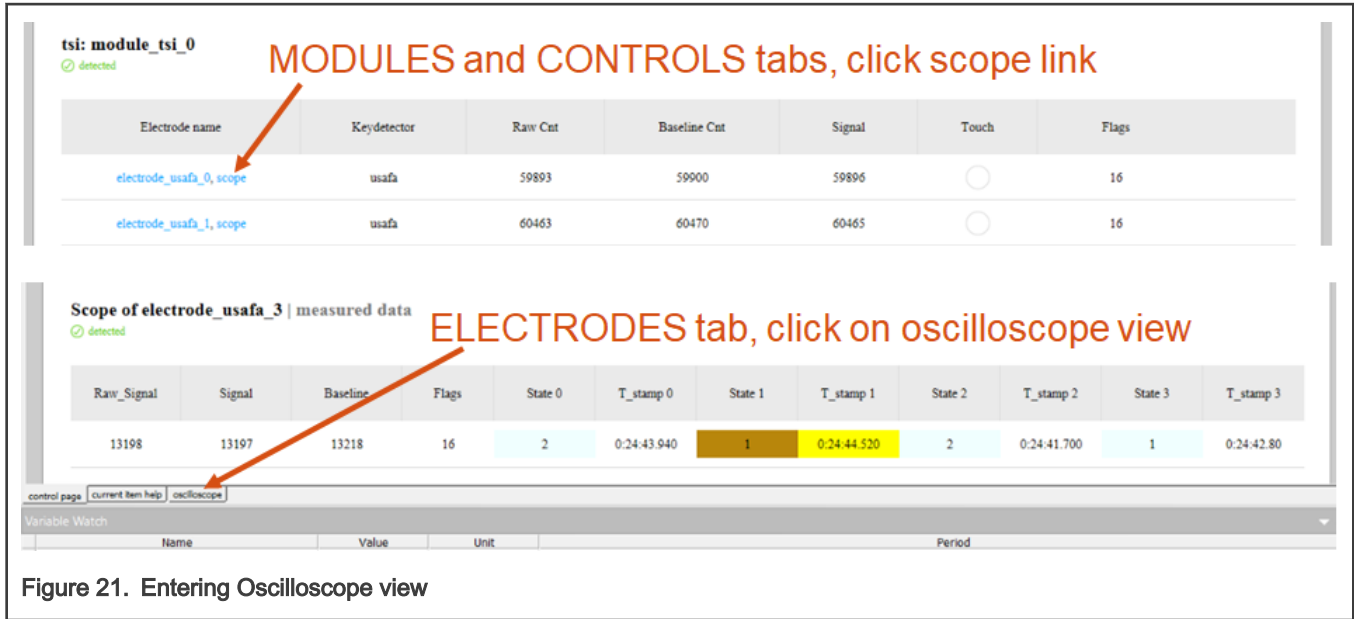 tsi: module_tsi_0
detected
MODULES and CONTROLS tabs, click scope link
Electrode name Keydetector Raw Cnt Baseline Cnt Signal Touch Flags
electrode_usafa_0, scope usafa 59893 59900 59896 16
electrode_usafa_1, scope usafa 60463 60470 60465 16
Scope of electrode_usafa_3 | measured data
detected
ELECTRODES tab, click on oscilloscope view
Raw_Signal Signal Baseline Flags State 0 T_stamp 0 State 1 T_stamp 1 State 2 T_stamp 2 State 3 T_stamp 3
13198 13197 13218 16 2 0:24:43.940 1 0:24:44.520 2 0:24:41.700 1 0:24:42.80
control page current item help oscilloscope
Variable Watch
Name Value Unit Period
Figure 21. Entering Oscilloscope view